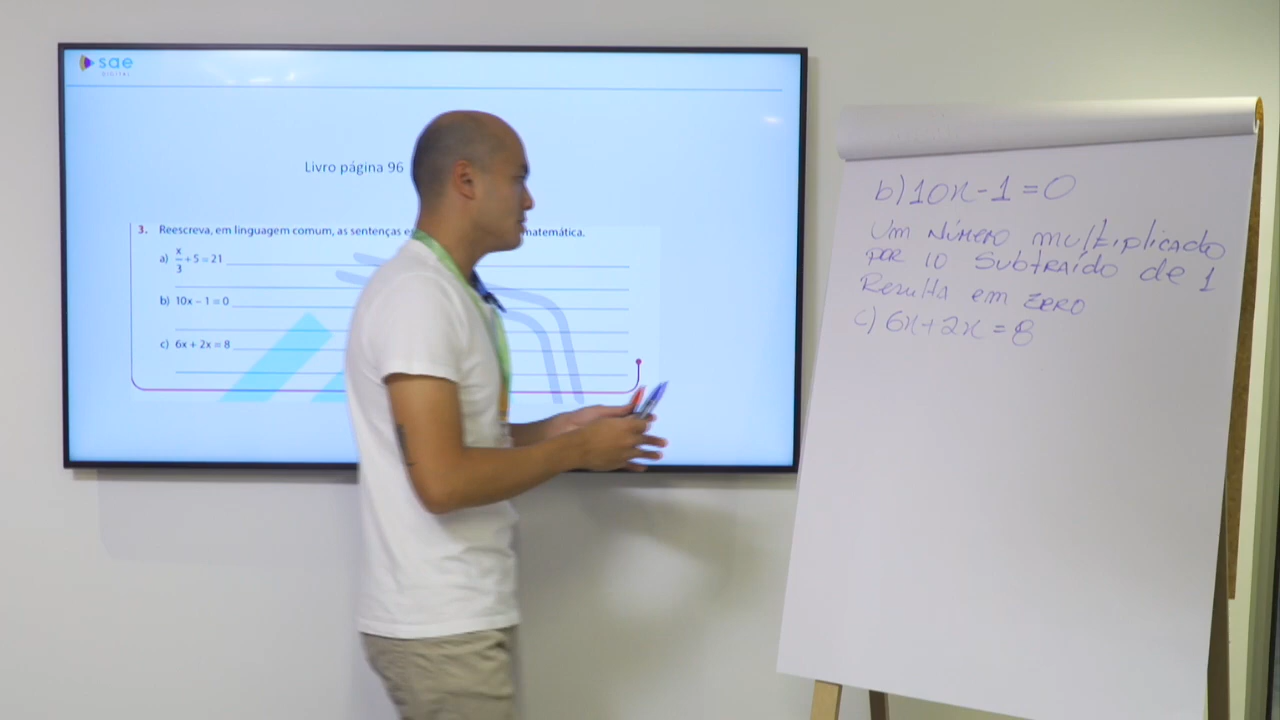 sae
DIGITAL
Livro página 96
3. Reescreva, em linguagem comum, as sentenças matemática.
a) x/3 + 5 = 21
b) 10x – 1 = 0
c) 6x + 2x = 8
b) 10x - 1 = 0
Um número multiplicado
por 10 Subtraído de 1
Resulta em zero
c) 6x + 2x = 8